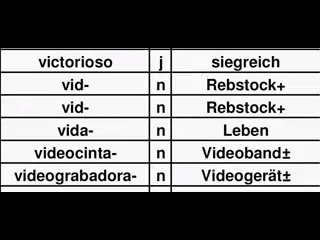 victorioso j siegreich
vid- n Rebstock+
vid- n Rebstock+
vida- n Leben
videocinta- n Videoband±
videograbadora- n Videogerät±